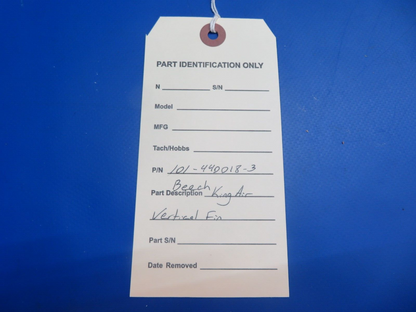 PART IDENTIFICATION ONLY
N S/N
Model
MFG
Tach/Hobbs
P/N 101-440018-3
Beech
Part Description King Air
Vertical Fin
Part S/N
Date Removed